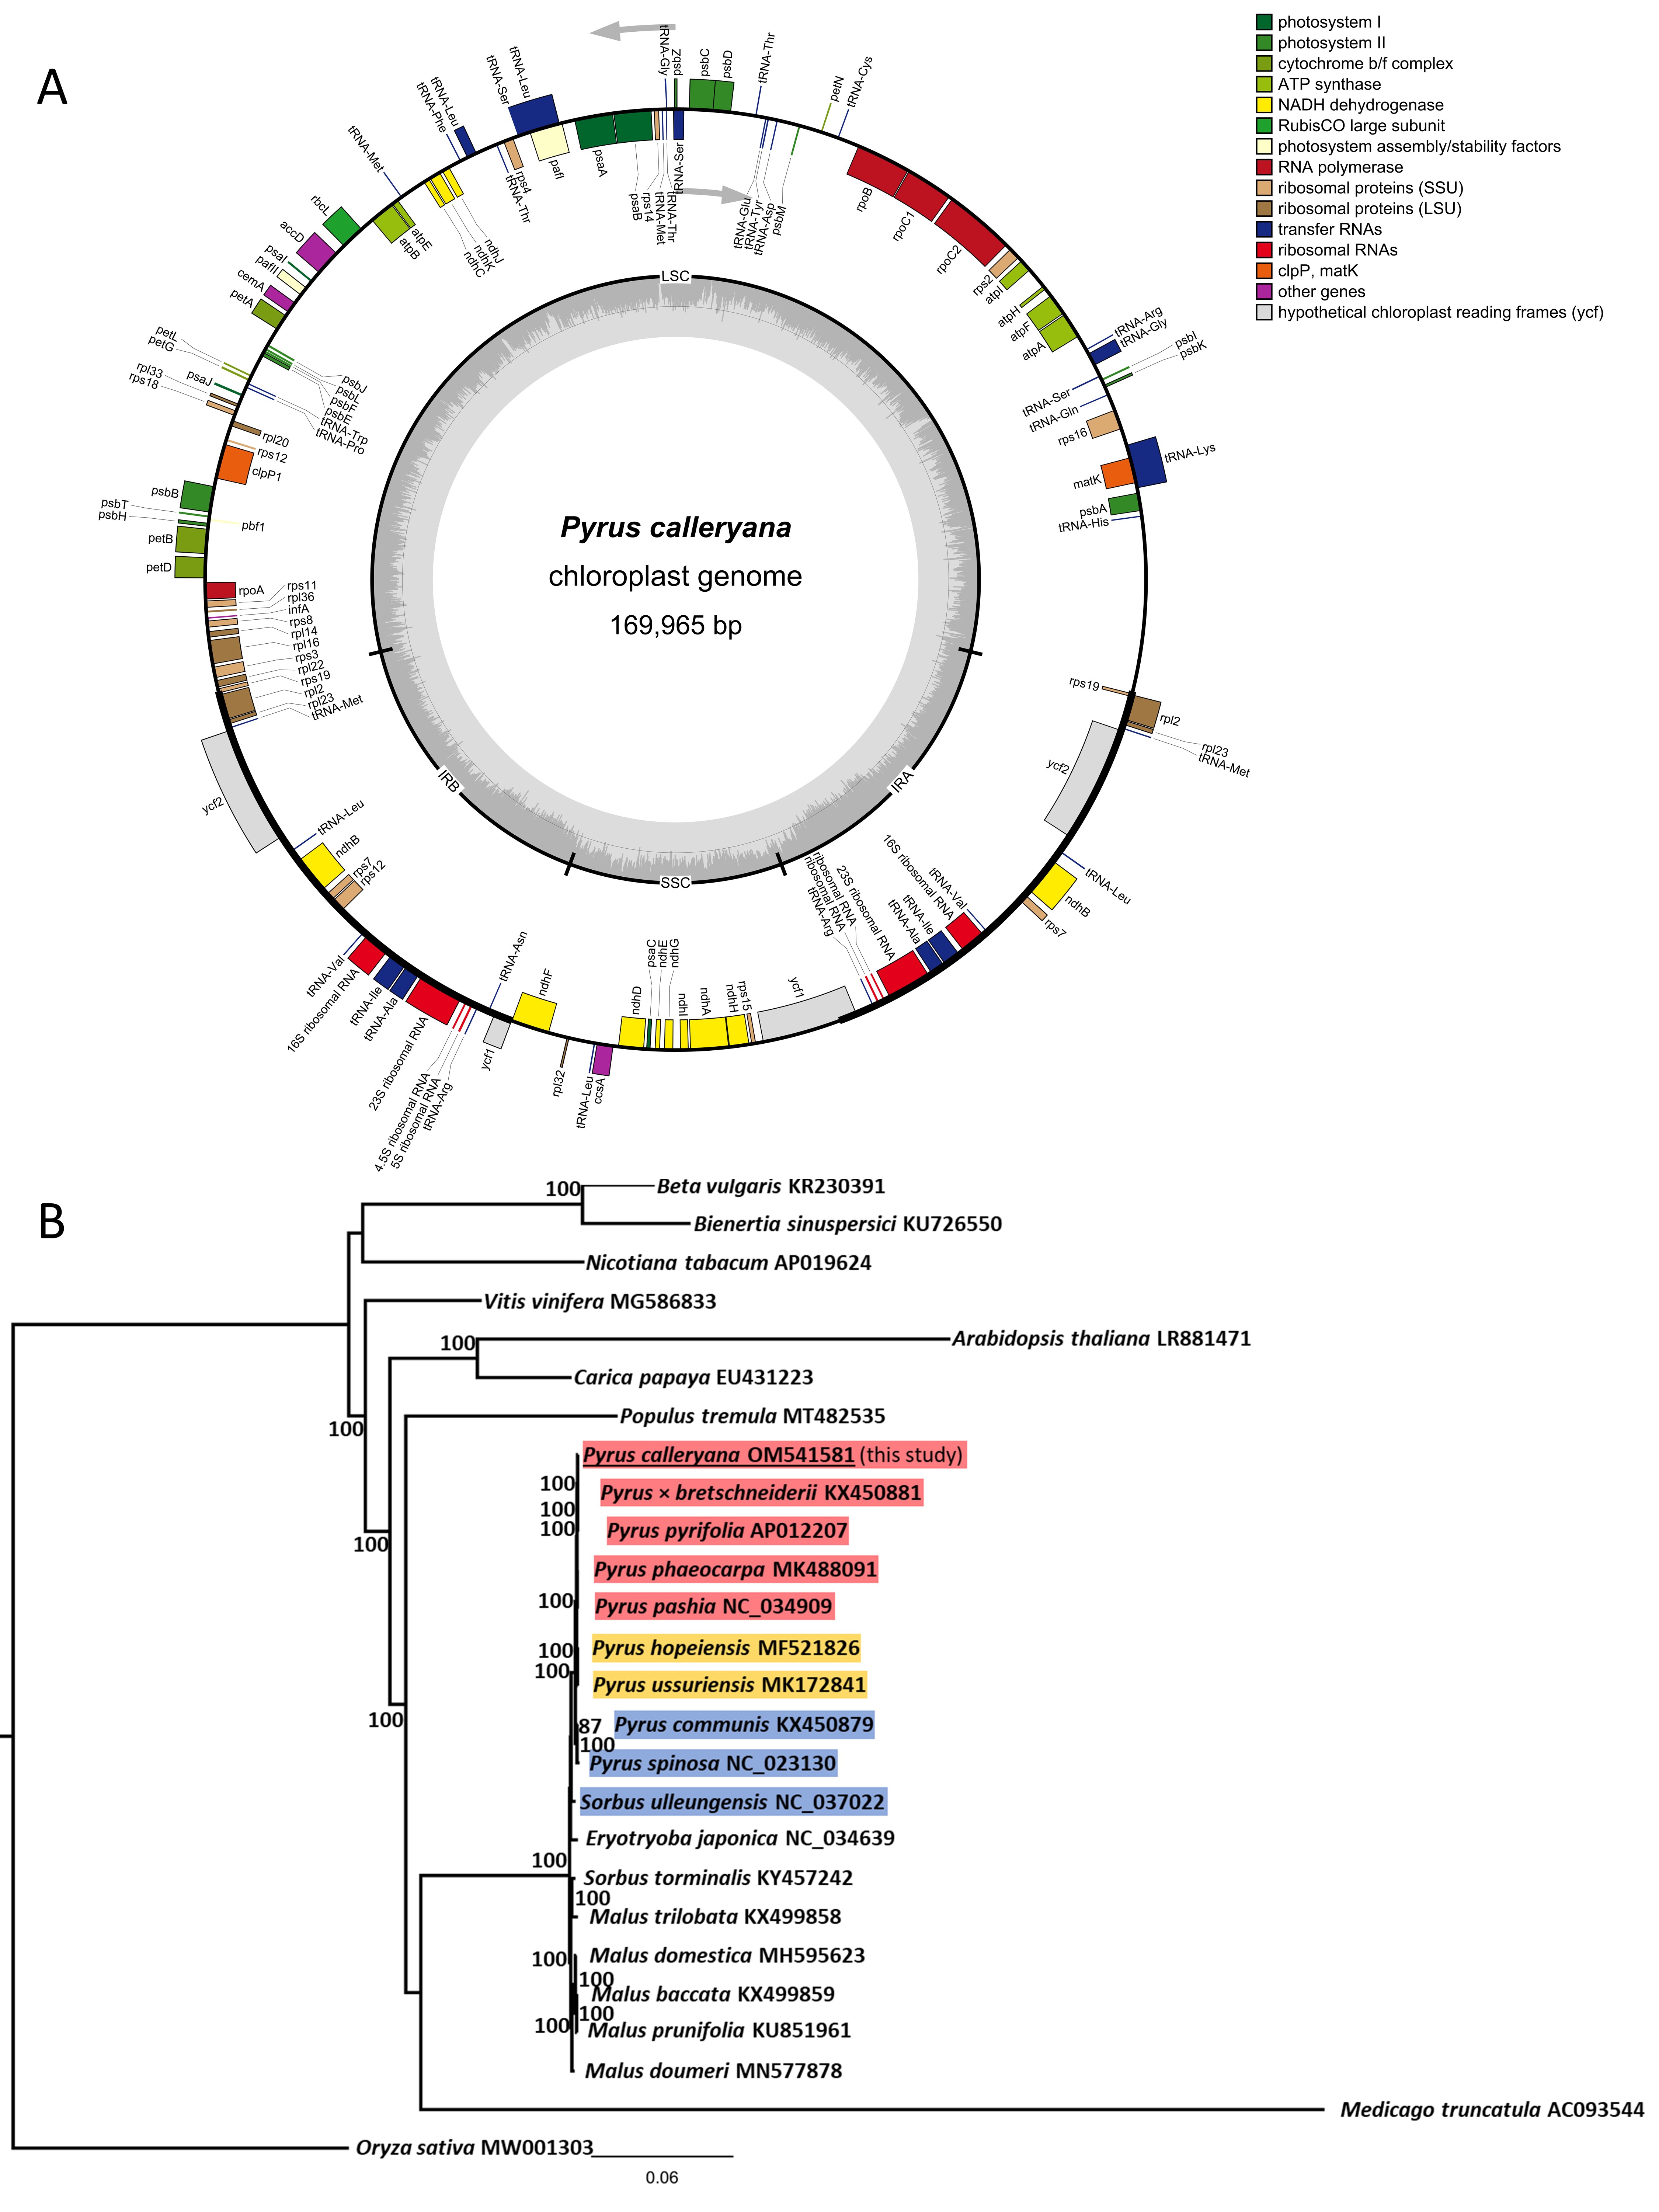 A
photosystem I
photosystem II
cytochrome b/f complex
ATP synthase
NADH dehydrogenase
RubisCO large subunit
photosystem assembly/stability factors
RNA polymerase
ribosomal proteins (SSU)
ribosomal proteins (LSU)
transfer RNAs
ribosomal RNAs
clpP, matK
other genes
hypothetical chloroplast reading frames (ycf)
tRNA-Gly
psbZ
psbC
psbD
tRNA-Thr
petN
tRNA-Cys
rpoB
rpoC1
rpoC2
rps2
atpI
atpH
atpF
atpA
tRNA-Arg
tRNA-Gly
psbI
psbK
tRNA-Ser
tRNA-Gln
rps16
tRNA-Lys
matK
psbA
tRNA-His
rps19
rpl2
rpl23
tRNA-Met
ycf2
tRNA-Leu
ndhB
rps7
tRNA-Val
16S ribosomal RNA
tRNA-Ile
tRNA-Ala
23S ribosomal RNA
ribosomal RNA
ribosomal RNA
tRNA-Arg
ycf1
rps15
ndhH
ndhA
ndhI
ndhG
ndhE
psaC
ndhD
ccsA
tRNA-Leu
rpl32
ndhF
tRNA-Asn
ycf1
tRNA-Arg
5S ribosomal RNA
4.5S ribosomal RNA
23S ribosomal RNA
tRNA-Ala
tRNA-Ile
16S ribosomal RNA
tRNA-Val
rps12
rps7
ndhB
tRNA-Leu
ycf2
tRNA-Met
rpl23
rpl2
rps19
rpl22
rps3
rpl16
rpl14
rps8
infA
rpl36
rps11
rpoA
petD
petB
pbf1
psbH
psbT
psbB
clpP1
rps12
rpl20
rps18
rpl33
psaJ
tRNA-Pro
tRNA-Trp
psbE
psbF
psbL
psbJ
petG
petL
petA
cemA
pafII
psaI
accD
rbcL
atpB
atpE
tRNA-Met
ndhC
ndhK
ndhJ
tRNA-Phe
tRNA-Leu
tRNA-Thr
rps4
tRNA-Ser
tRNA-Leu
pafI
psaA
psaB
rps14
tRNA-Met
tRNA-Thr
tRNA-Ser
tRNA-Glu
tRNA-Tyr
tRNA-Asp
psbM
LSC
IRB
IRA
SSC
Pyrus calleryana
chloroplast genome
169,965 bp
B
100
Beta vulgaris KR230391
Bienertia sinuspersici KU726550
Nicotiana tabacum AP019624
Vitis vinifera MG586833
100
Arabidopsis thaliana LR881471
Carica papaya EU431223
Populus tremula MT482535
100
Pyrus calleryana OM541581 (this study)
100
Pyrus × bretschneiderii KX450881
100
100
Pyrus pyrifolia AP012207
100
Pyrus phaeocarpa MK488091
100
Pyrus pashia NC_034909
100
Pyrus hopeiensis MF521826
100
Pyrus ussuriensis MK172841
100
87
Pyrus communis KX450879
100
Pyrus spinosa NC_023130
Sorbus ulleungensis NC_037022
Eryotryoba japonica NC_034639
100
Sorbus torminalis KY457242
100
Malus trilobata KX499858
100
Malus domestica MH595623
100
Malus baccata KX499859
100
100
Malus prunifolia KU851961
Malus doumeri MN577878
Medicago truncatula AC093544
Oryza sativa MW001303
0.06